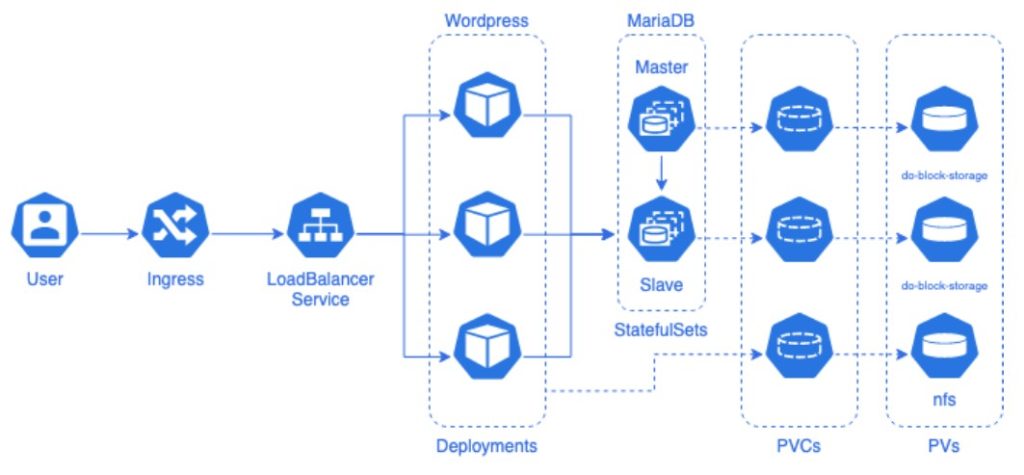 Wordpress
MariaDB
Master
do-block-storage
User
Ingress
LoadBalancer
Service
Slave
do-block-storage
StatefulSets
nfs
Deployments
PVCs
PVs